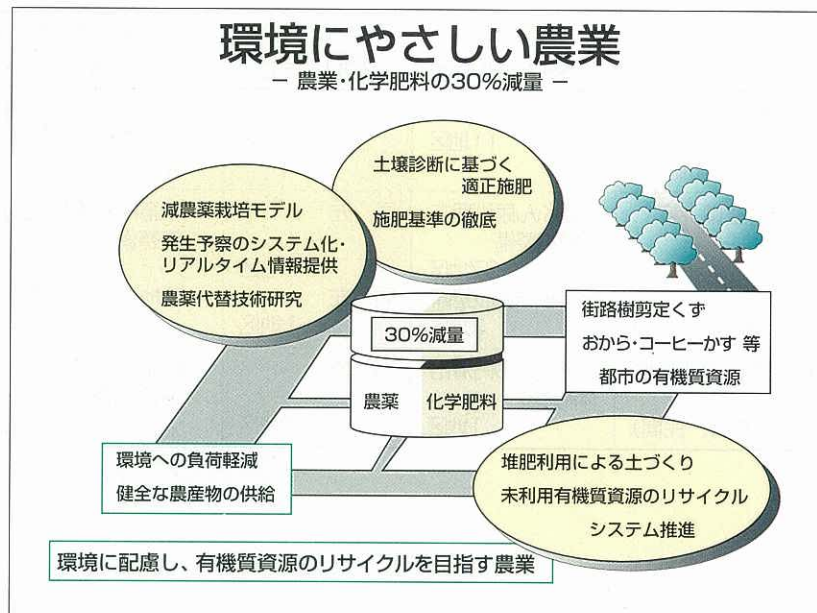 環境にやさしい農業
− 農業・化学肥料の30%減量 −
土壌診断に基づく
適正施肥
施肥基準の徹底
減農薬栽培モデル
発生予察のシステム化・
リアルタイム情報提供
農薬代替技術研究
30%減量
農薬 化学肥料
街路樹剪定くず
おから・コーヒーかす 等
都市の有機質資源
環境への負荷軽減
健全な農産物の供給
堆肥利用による土づくり
未利用有機質資源のリサイクル
システム推進
環境に配慮し、有機質資源のリサイクルを目指す農業